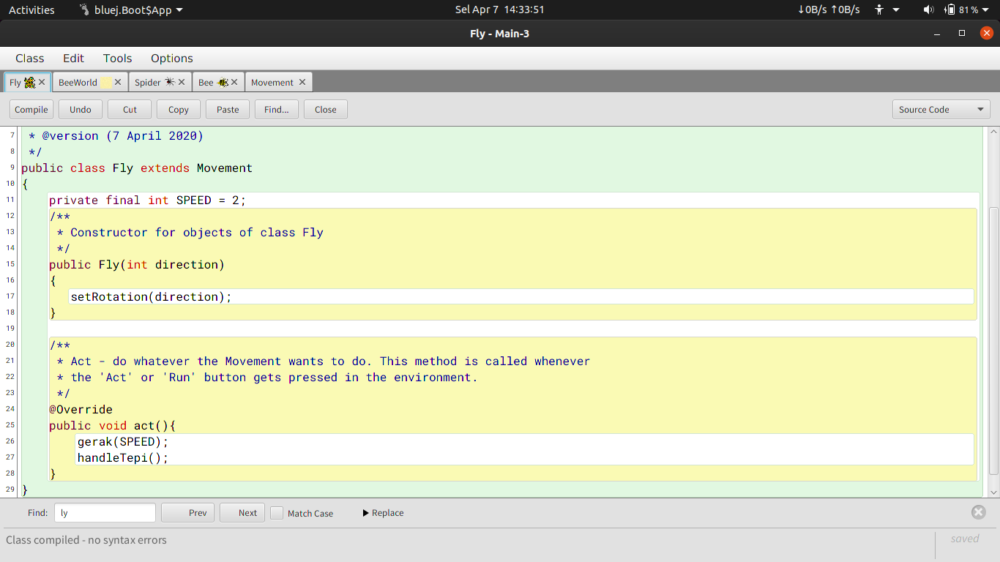 Activities bluej.Boot$App Sel Apr 7 14:33:51 ↓0B/s ↑0B/s 81%
Fly - Main-3
Class Edit Tools Options
Fly BeeWorld Spider Bee Movement
Compile Undo Cut Copy Paste Find... Close Source Code
7 * @version (7 April 2020)
8 */
9 public class Fly extends Movement
10 {
11 private final int SPEED = 2;
12 /**
13 * Constructor for objects of class Fly
14 */
15 public Fly(int direction)
16 {
17 setRotation(direction);
18 }
19
20 /**
21 * Act - do whatever the Movement wants to do. This method is called whenever
22 * the 'Act' or 'Run' button gets pressed in the environment.
23 */
24 @Override
25 public void act(){
26 gerak(SPEED);
27 handleTepi();
28 }
29 }
Find: ly Prev Next Match Case Replace
Class compiled - no syntax errors saved